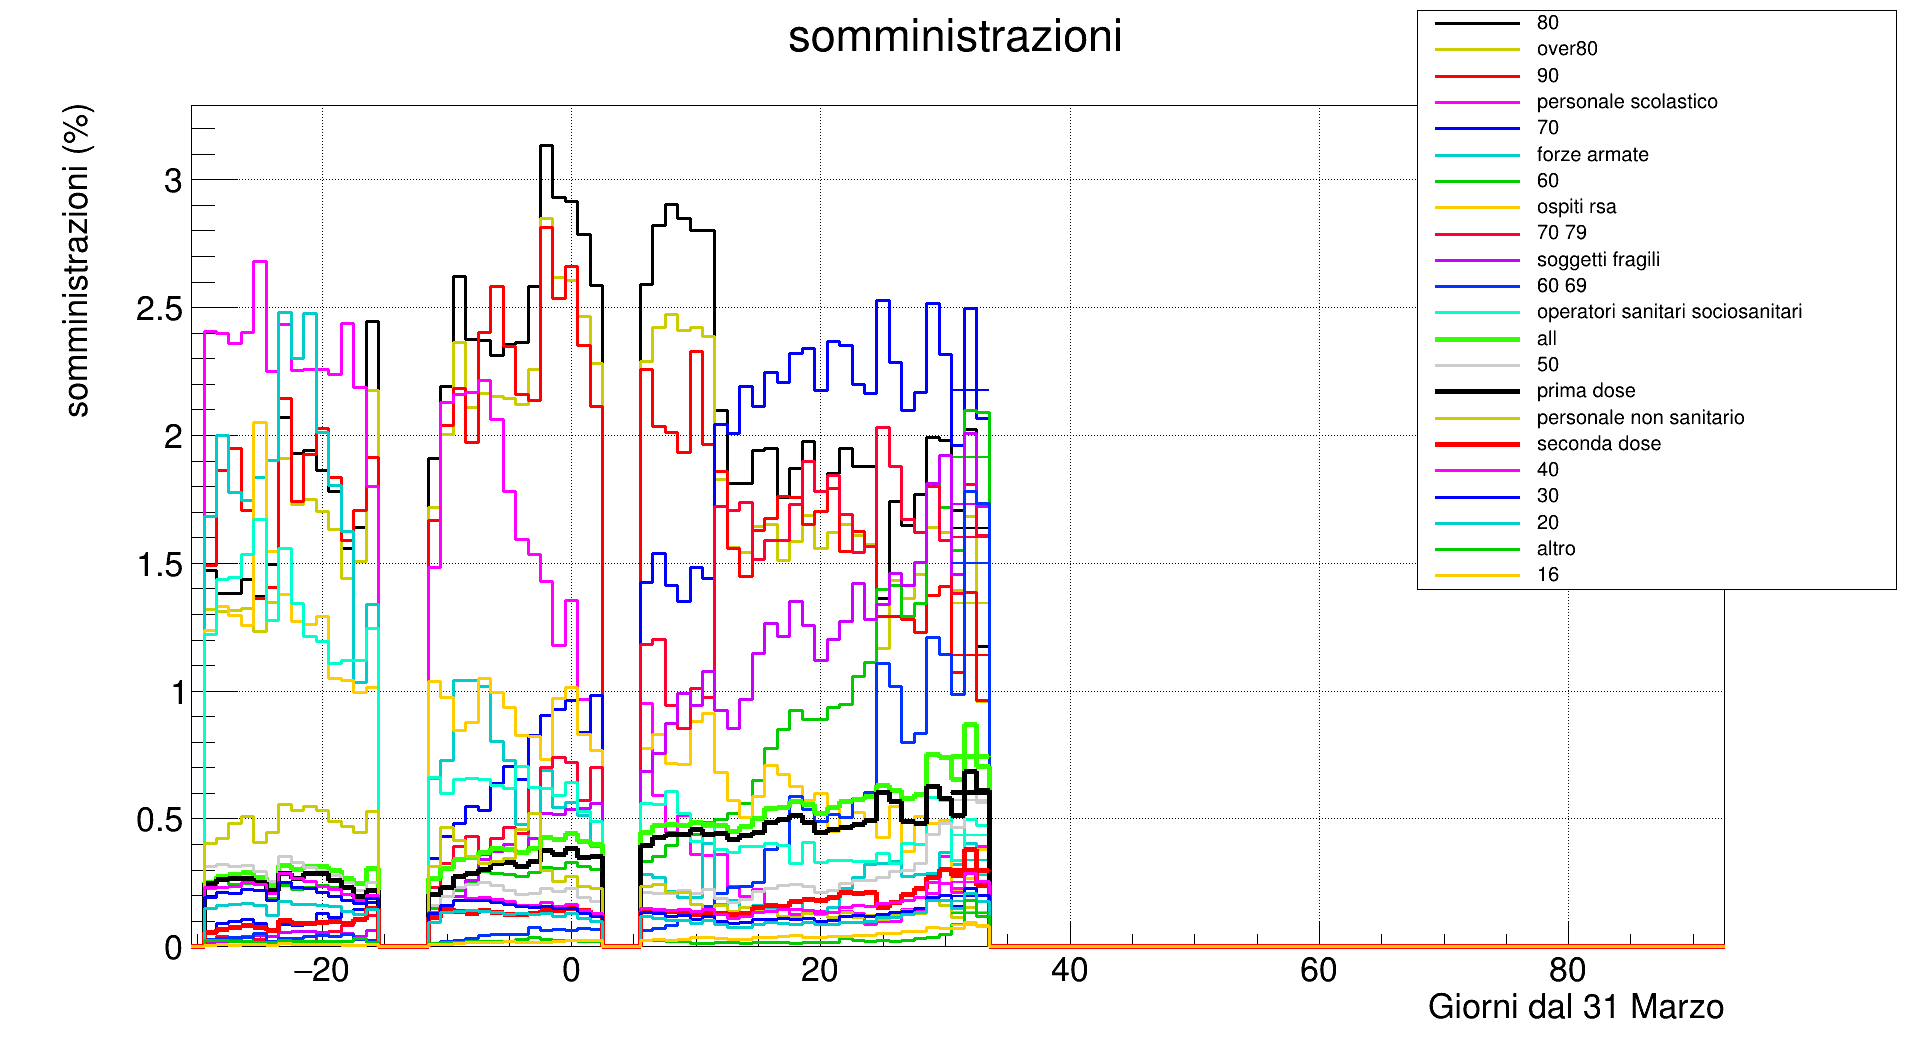 somministrazioni
somministrazioni (%)
3
2.5
2
1.5
1
0.5
0
−20
0
20
40
60
80
Giorni dal 31 Marzo
80
over80
90
personale scolastico
70
forze armate
60
ospiti rsa
70 79
soggetti fragili
60 69
operatori sanitari sociosanitari
all
50
prima dose
personale non sanitario
seconda dose
40
30
20
altro
16